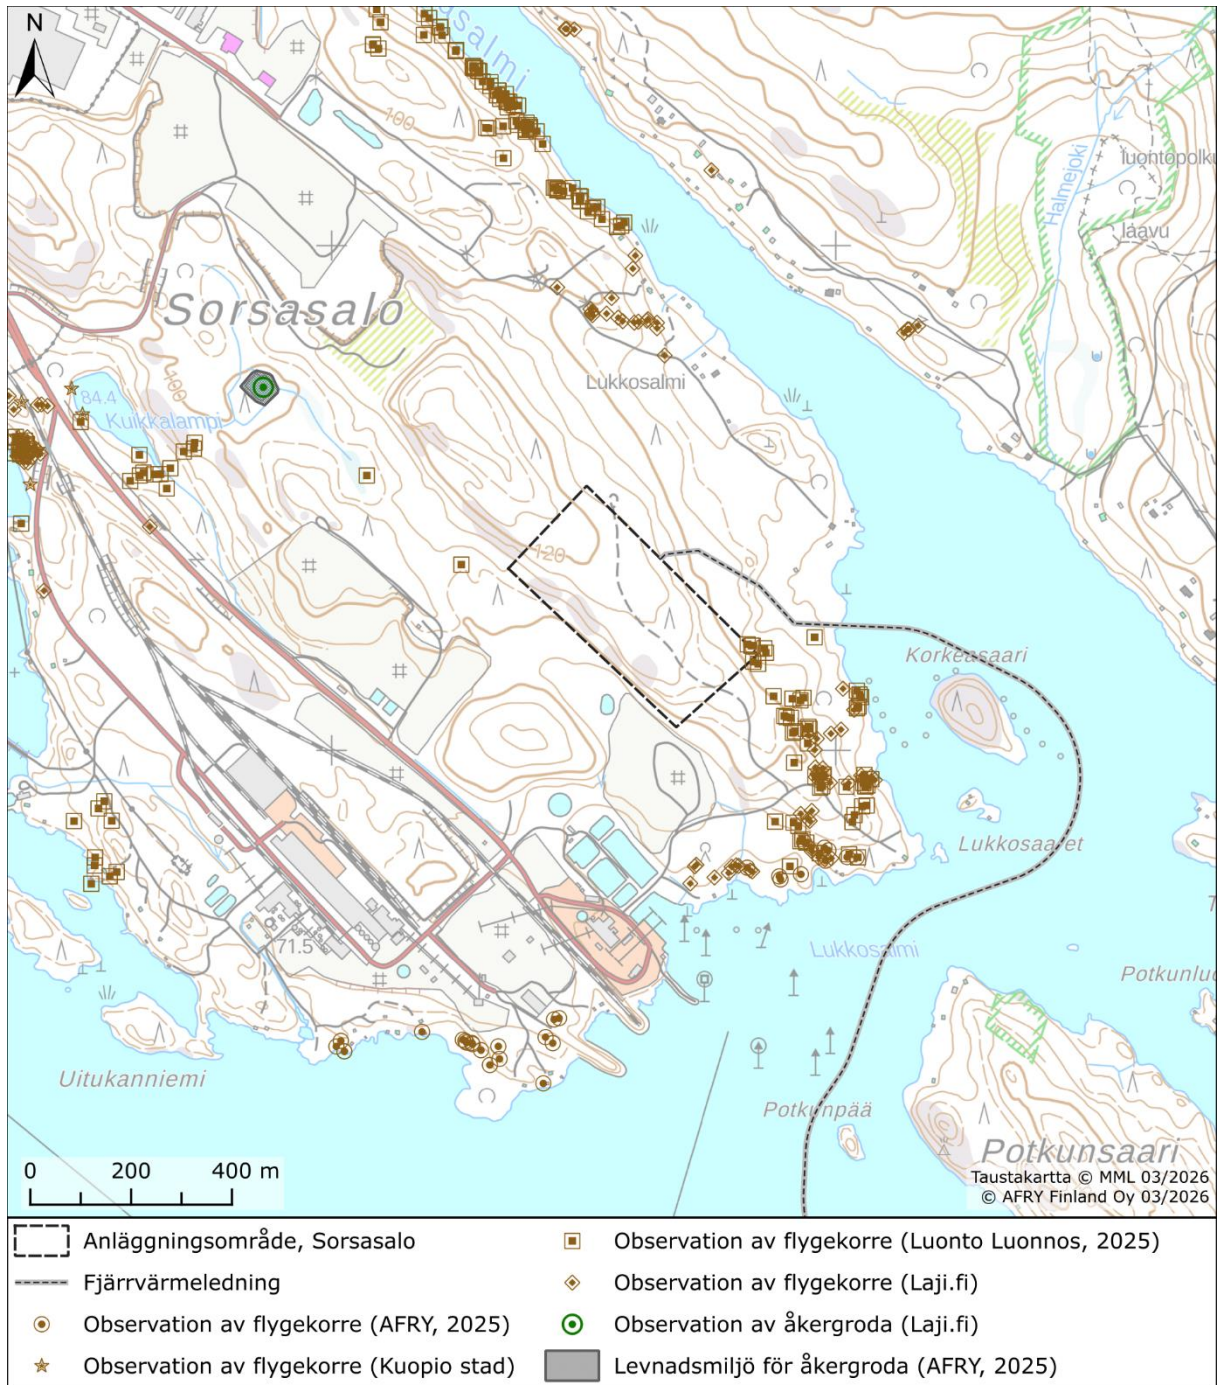 N
Sorsasalmi
100
Halmejoki
luontopolku
laavu
Sorsasalo
100
84.4
Kuikkalampi
Lukkosalmi
120
Korkeasaari
Lukkosaaret
71.5
Lukkosalmi
Potkunluo
Uitukanniemi
Potkunpää
Potkunsaari
0 200 400 m
Taustakartta © MML 03/2026
© AFRY Finland Oy 03/2026
Anläggningsområde, Sorsasalo
Fjärrvärmeledning
Observation av flygekorre (AFRY, 2025)
Observation av flygekorre (Kuopio stad)
Observation av flygekorre (Luonto Luonnos, 2025)
Observation av flygekorre (Laji.fi)
Observation av åkergroda (Laji.fi)
Levnadsmiljö för åkergroda (AFRY, 2025)